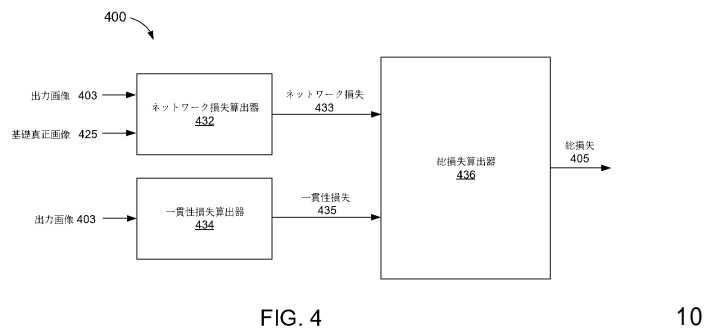 400
出力画像 403
基礎真正画像 425
ネットワーク損失算出器
432
ネットワーク損失
433
出力画像 403
一貫性損失算出器
434
一貫性損失
435
総損失算出器
436
総損失
405
FIG. 4
10